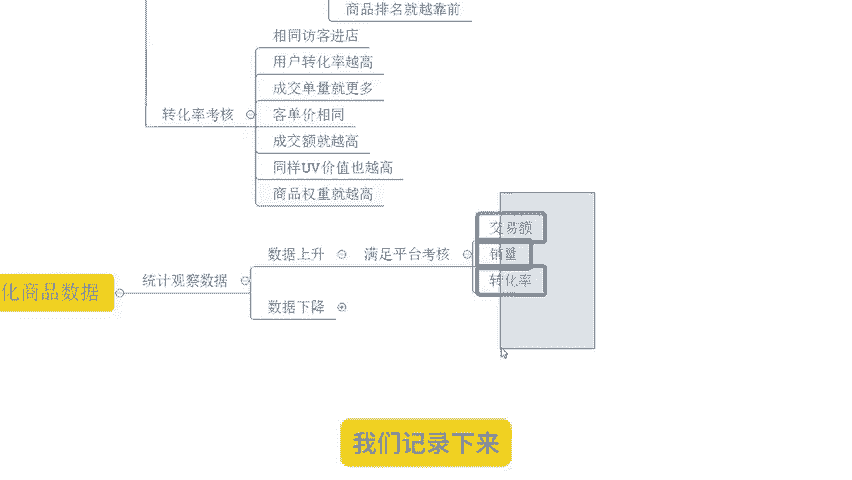 商品排名就越靠前
相同访客进店
用户转化率越高
成交单量就更多
转化率考核
客单价相同
成交额就越高
同样UV价值也越高
商品权重就越高
交易额
数据上升
满足平台考核
销量
化商品数据
统计观察数据
转化率
数据下降
我们记录下来